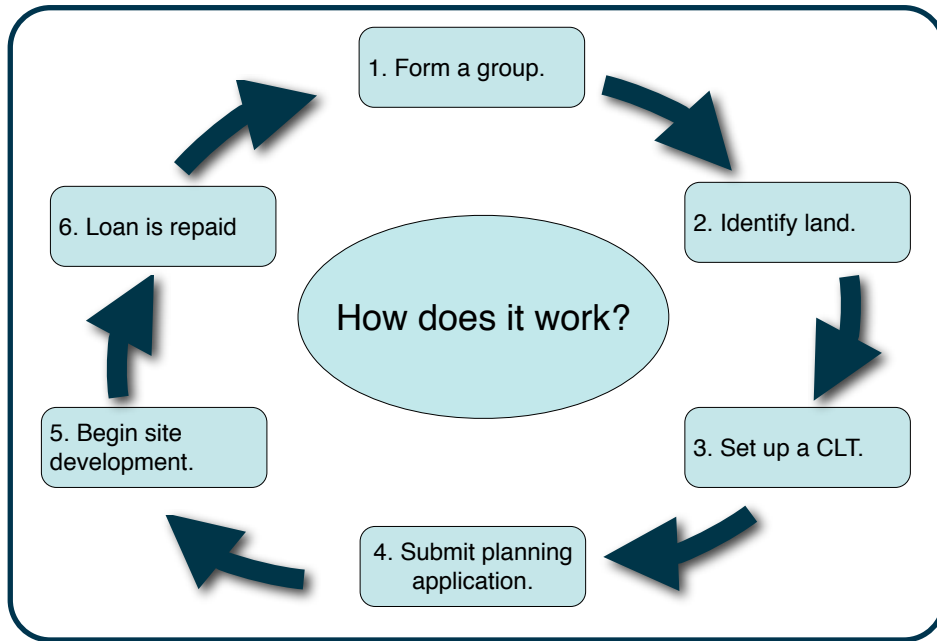 1. Form a group.
2. Identify land.
3. Set up a CLT.
4. Submit planning
application.
5. Begin site
development.
6. Loan is repaid
How does it work?